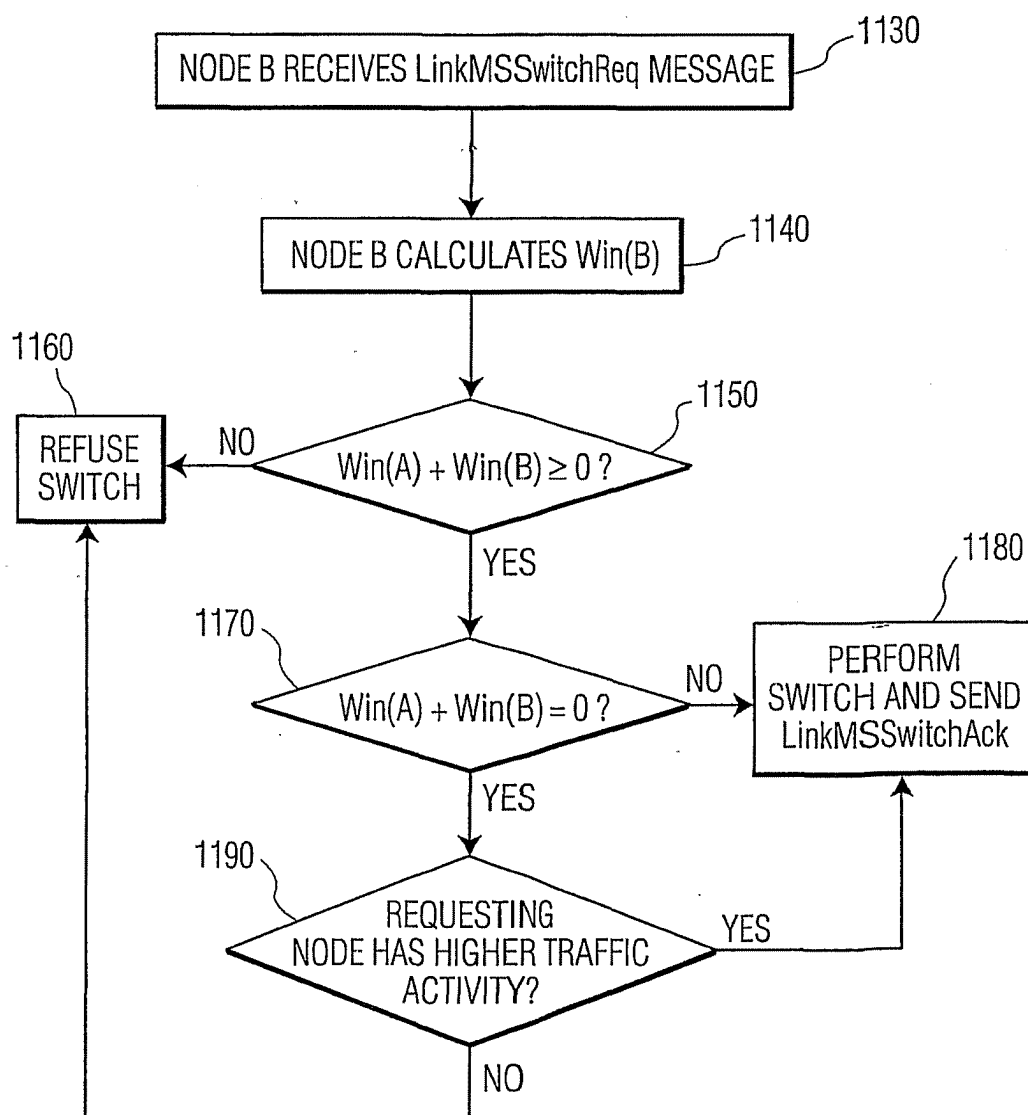 1130
NODE B RECEIVES LinkMSSwitchReq MESSAGE
1140
NODE B CALCULATES Win(B)
1160
REFUSE
SWITCH
NO
1150
Win(A) + Win(B) ≥ 0 ?
YES
1170
Win(A) + Win(B) = 0 ?
NO
1180
PERFORM
SWITCH AND SEND
LinkMSSwitchAck
YES
1190
REQUESTING
NODE HAS HIGHER TRAFFIC
ACTIVITY?
YES
NO